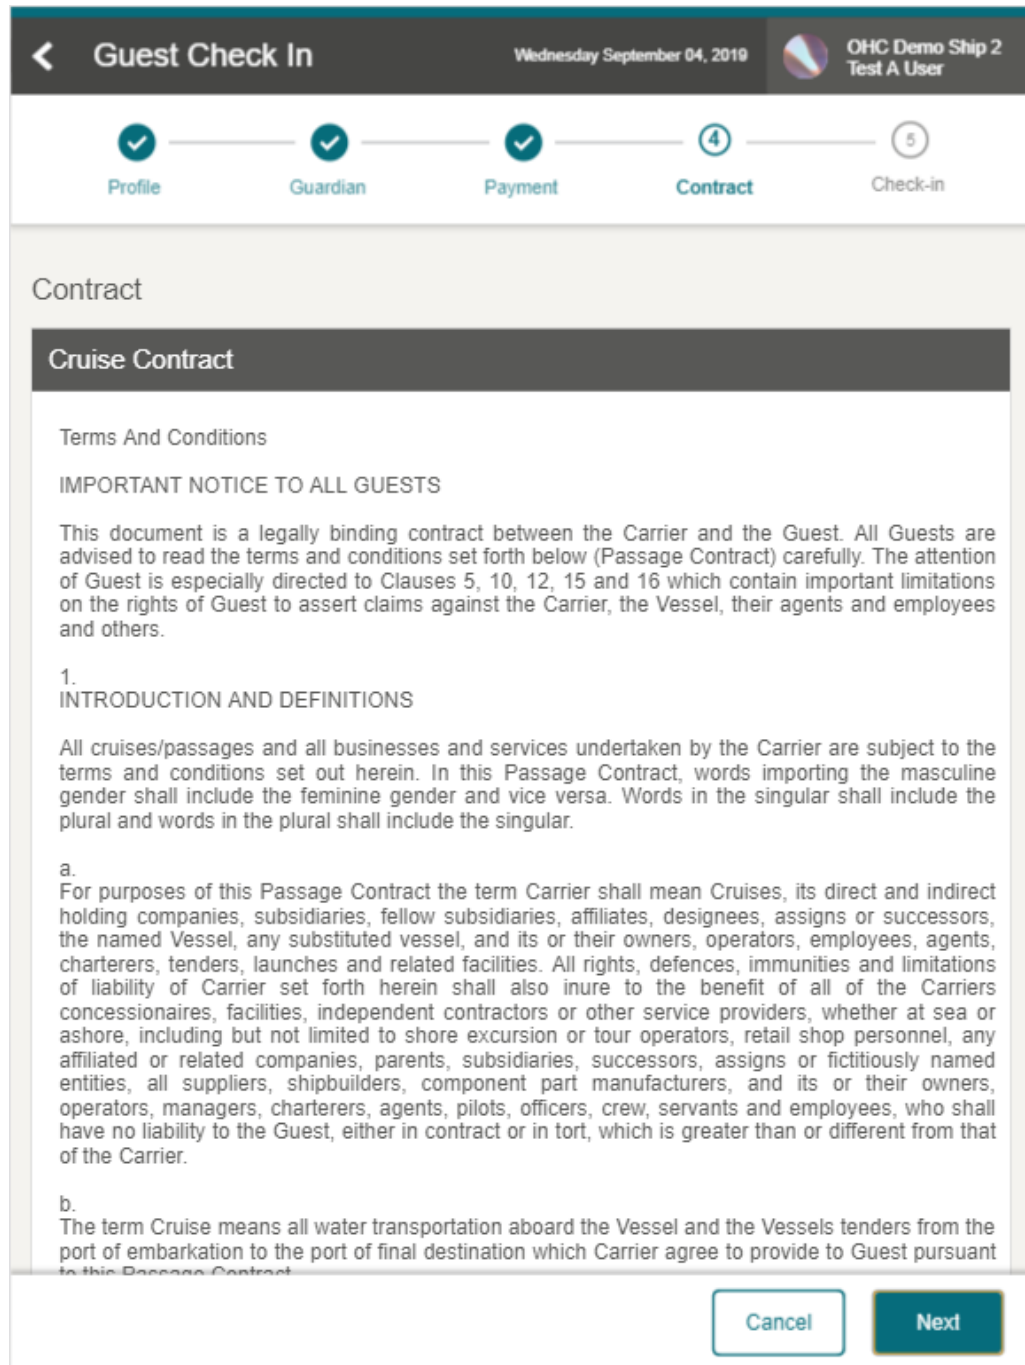 Guest Check In
Wednesday September 04, 2019
OHC Demo Ship 2
Test A User
4
5
Profile
Guardian
Payment
Contract
Check-in
Contract
Cruise Contract
Terms And Conditions
IMPORTANT NOTICE TO ALL GUESTS
This document is a legally binding contract between the Carrier and the Guest. All Guests are
advised to read the terms and conditions set forth below (Passage Contract) carefully. The attention
of Guest is especially directed to Clauses 5, 10, 12, 15 and 16 which contain important limitations
on the rights of Guest to assert claims against the Carrier, the Vessel, their agents and employees
and others.
1.
INTRODUCTION AND DEFINITIONS
All cruises/passages and all businesses and services undertaken by the Carrier are subject to the
terms and conditions set out herein. In this Passage Contract, words importing the masculine
gender shall include the feminine gender and vice versa. Words in the singular shall include the
plural and words in the plural shall include the singular.
a.
For purposes of this Passage Contract the term Carrier shall mean Cruises, its direct and indirect
holding companies, subsidiaries, fellow subsidiaries, affiliates, designees, assigns or successors,
the named Vessel, any substituted vessel, and its or their owners, operators, employees, agents,
charterers, tenders, launches and related facilities. All rights, defences, immunities and limitations
of liability of Carrier set forth herein shall also inure to the benefit of all of the Carriers
concessionaires, facilities, independent contractors or other service providers, whether at sea or
ashore, including but not limited to shore excursion or tour operators, retail shop personnel, any
affiliated or related companies, parents, subsidiaries, successors, assigns or fictitiously named
entities, all suppliers, shipbuilders, component part manufacturers, and its or their owners,
operators, managers, charterers, agents, pilots, officers, crew, servants and employees, who shall
have no liability to the Guest, either in contract or in tort, which is greater than or different from that
of the Carrier.
b.
The term Cruise means all water transportation aboard the Vessel and the Vessels tenders from the
port of embarkation to the port of final destination which Carrier agree to provide to Guest pursuant
to this Passage Contract
Cancel
Next